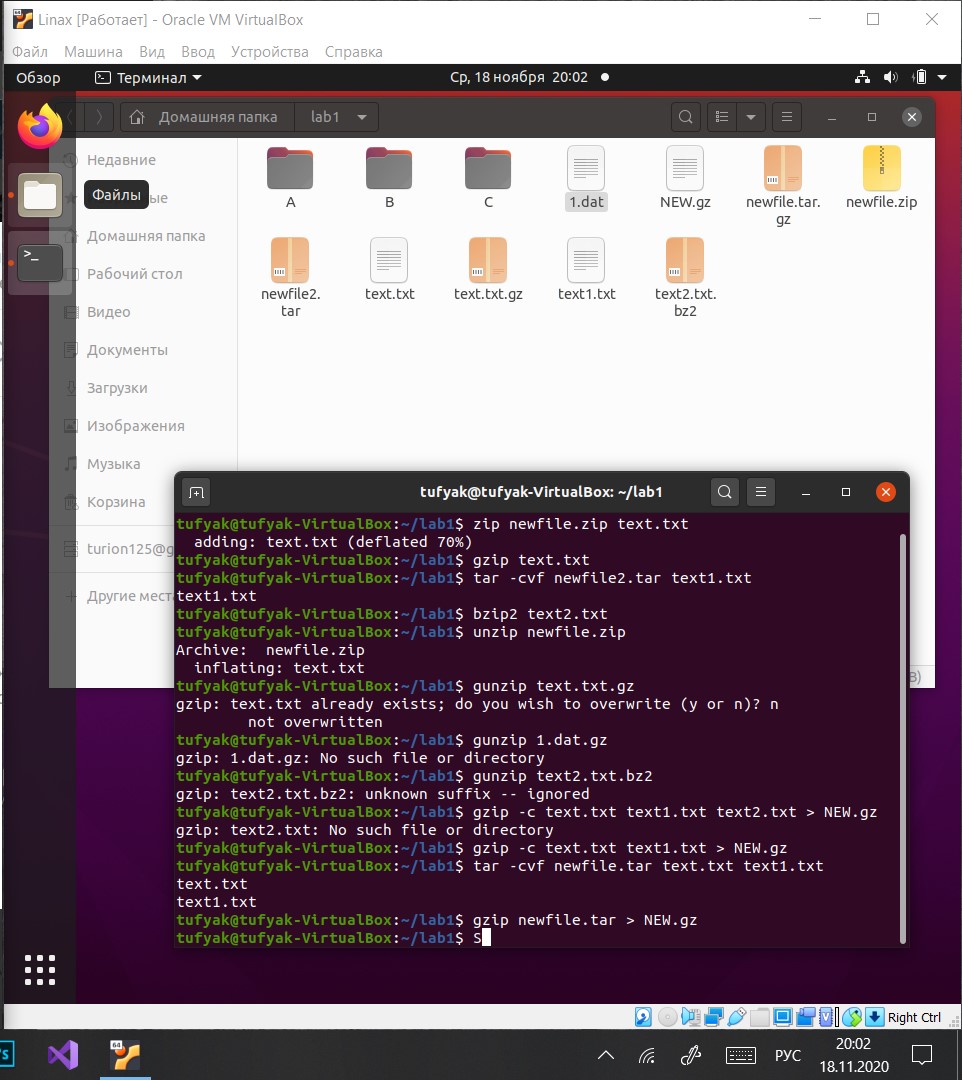 Linax [Работает] - Oracle VM VirtualBox
Файл Машина Вид Ввод Устройства Справка
Обзор Терминал Ср, 18 ноября 20:02
Домашняя папка lab1
Недавние
Файлы
Домашняя папка
Рабочий стол
Видео
Документы
Загрузки
Изображения
Музыка
Корзина
turion125@g
Другие места
A B C 1.dat NEW.gz newfile.tar. newfile.zip
gz
newfile2. text.txt text.txt.gz text1.txt text2.txt.
tar bz2
tufyak@tufyak-VirtualBox: ~/lab1
tufyak@tufyak-VirtualBox:~/lab1$ zip newfile.zip text.txt
adding: text.txt (deflated 70%)
tufyak@tufyak-VirtualBox:~/lab1$ gzip text.txt
tufyak@tufyak-VirtualBox:~/lab1$ tar -cvf newfile2.tar text1.txt
text1.txt
tufyak@tufyak-VirtualBox:~/lab1$ bzip2 text2.txt
tufyak@tufyak-VirtualBox:~/lab1$ unzip newfile.zip
Archive:  newfile.zip
inflating: text.txt
tufyak@tufyak-VirtualBox:~/lab1$ gunzip text.txt.gz
gzip: text.txt already exists; do you wish to overwrite (y or n)? n
not overwritten
tufyak@tufyak-VirtualBox:~/lab1$ gunzip 1.dat.gz
gzip: 1.dat.gz: No such file or directory
tufyak@tufyak-VirtualBox:~/lab1$ gunzip text2.txt.bz2
gzip: text2.txt.bz2: unknown suffix -- ignored
tufyak@tufyak-VirtualBox:~/lab1$ gzip -c text.txt text1.txt text2.txt > NEW.gz
gzip: text2.txt: No such file or directory
tufyak@tufyak-VirtualBox:~/lab1$ gzip -c text.txt text1.txt > NEW.gz
tufyak@tufyak-VirtualBox:~/lab1$ tar -cvf newfile.tar text.txt text1.txt
text.txt
text1.txt
tufyak@tufyak-VirtualBox:~/lab1$ gzip newfile.tar > NEW.gz
tufyak@tufyak-VirtualBox:~/lab1$ S
Right Ctrl
РУС
20:02
18.11.2020